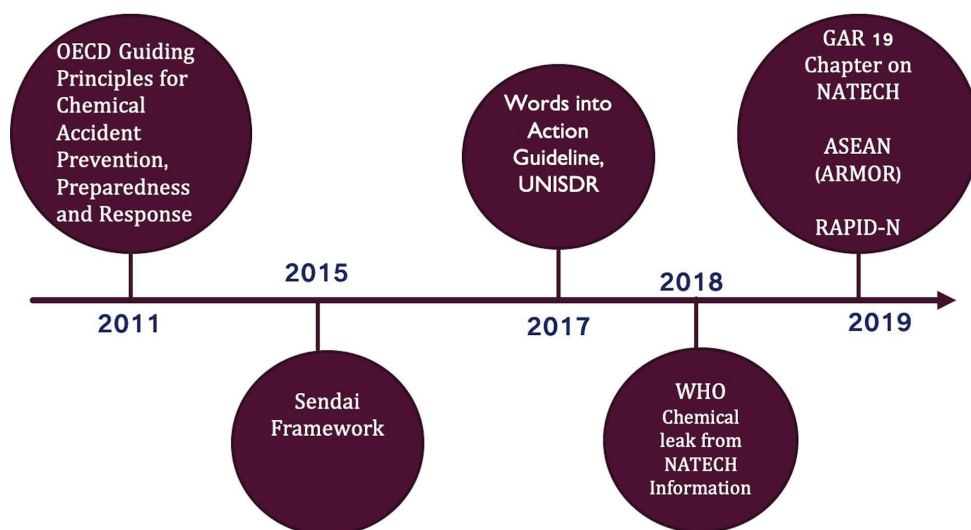 OECD Guiding
Principles for
Chemical
Accident
Prevention,
Preparedness
and Response
2011
2015
Sendai
Framework
Words into
Action
Guideline,
UNISDR
2017
2018
WHO
Chemical
leak from
NATECH
Information
GAR 19
Chapter on
NATECH
ASEAN
(ARMOR)
RAPID-N
2019